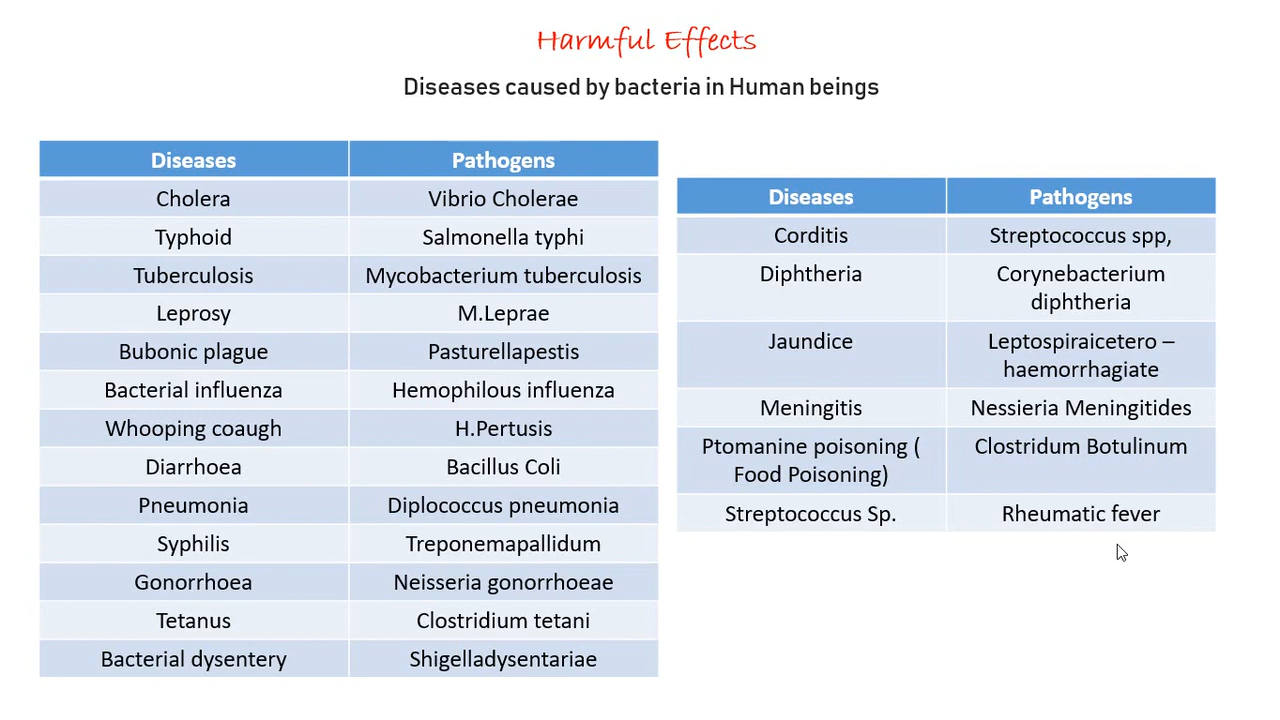 Harmful Effects
Diseases caused by bacteria in Human beings
Diseases Pathogens
Cholera Vibrio Cholerae
Typhoid Salmonella typhi
Tuberculosis Mycobacterium tuberculosis
Leprosy M.Leprae
Bubonic plague Pasturellapestis
Bacterial influenza Hemophilous influenza
Whooping coaugh H.Pertusis
Diarrhoea Bacillus Coli
Pneumonia Diplococcus pneumonia
Syphilis Treponemapallidum
Gonorrhoea Neisseria gonorrhoeae
Tetanus Clostridium tetani
Bacterial dysentery Shigelladysentariae
Diseases Pathogens
Corditis Streptococcus spp,
Diphtheria Corynebacterium
diphtheria
Jaundice Leptospiraicetero –
haemorrhagiate
Meningitis Nessieria Meningitides
Ptomanine poisoning ( Clostridum Botulinum
Food Poisoning)
Streptococcus Sp. Rheumatic fever